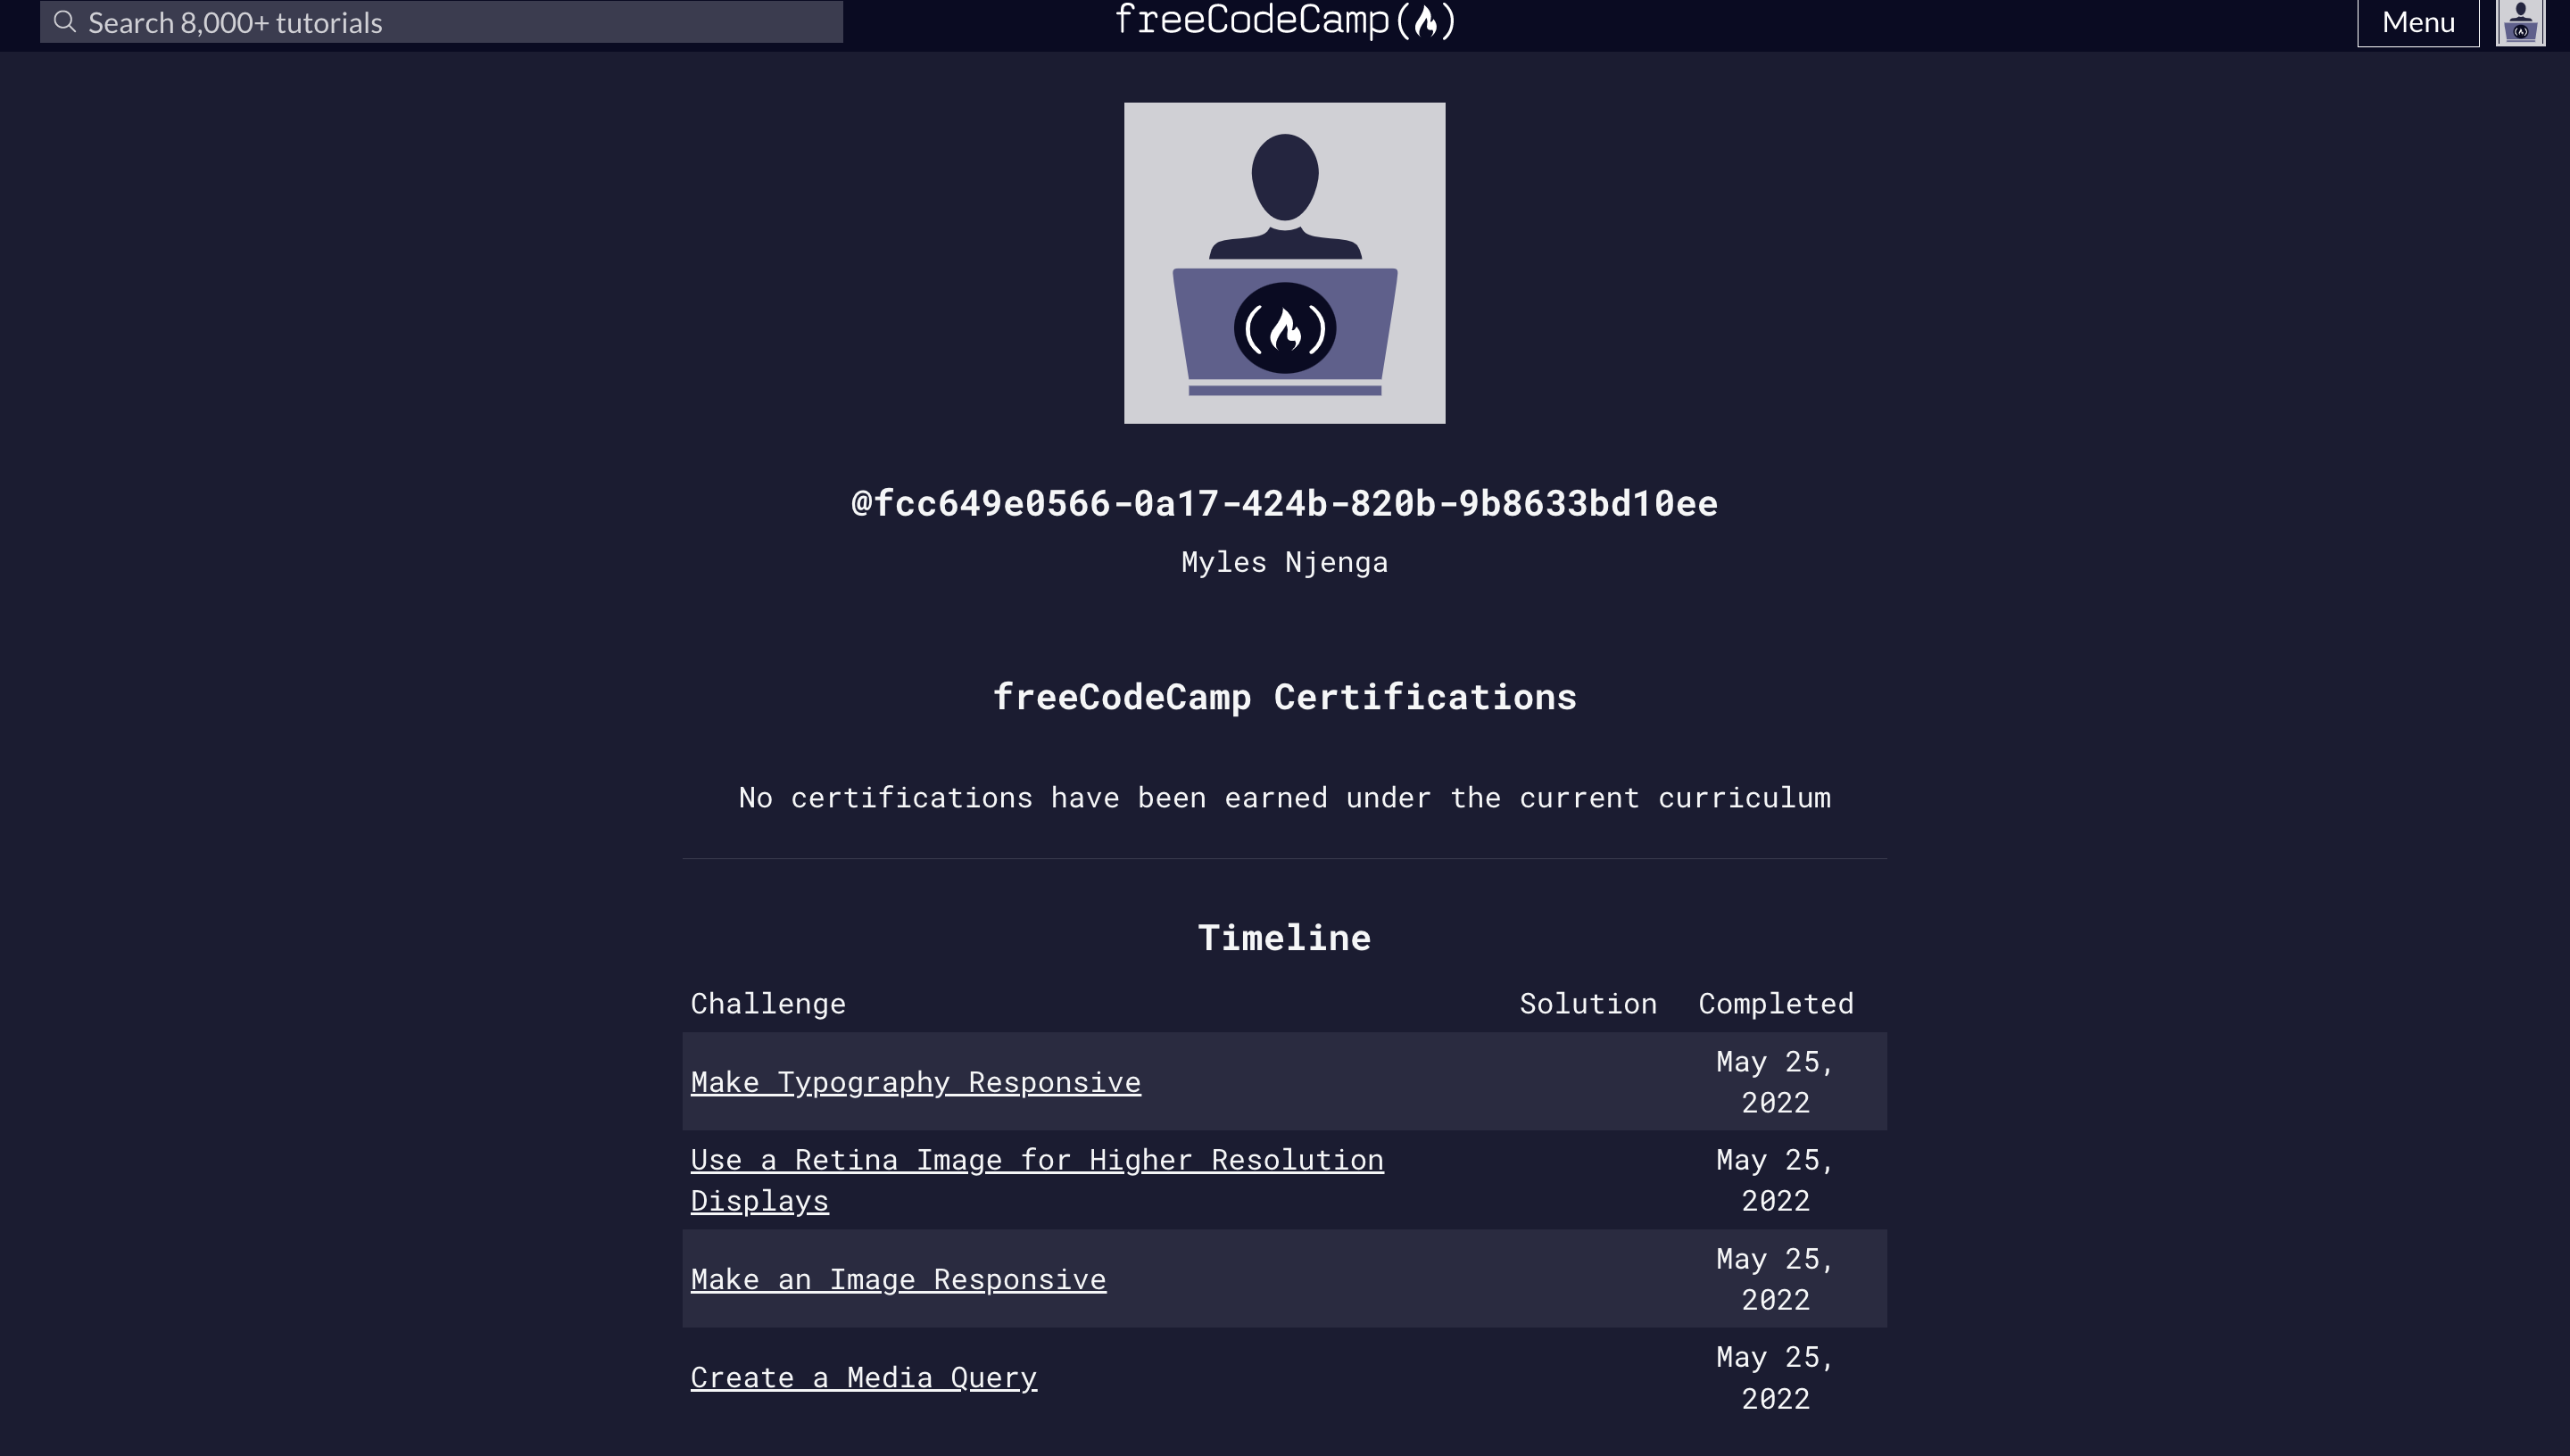 Search 8,000+ tutorials
freeCodeCamp(🔥)
Menu
@fcc649e0566-0a17-424b-820b-9b8633bd10ee
Myles Njenga
freeCodeCamp Certifications
No certifications have been earned under the current curriculum
Timeline
Challenge Solution Completed
Make Typography Responsive
May 25,
2022
Use a Retina Image for Higher Resolution
Displays
May 25,
2022
Make an Image Responsive
May 25,
2022
Create a Media Query
May 25,
2022